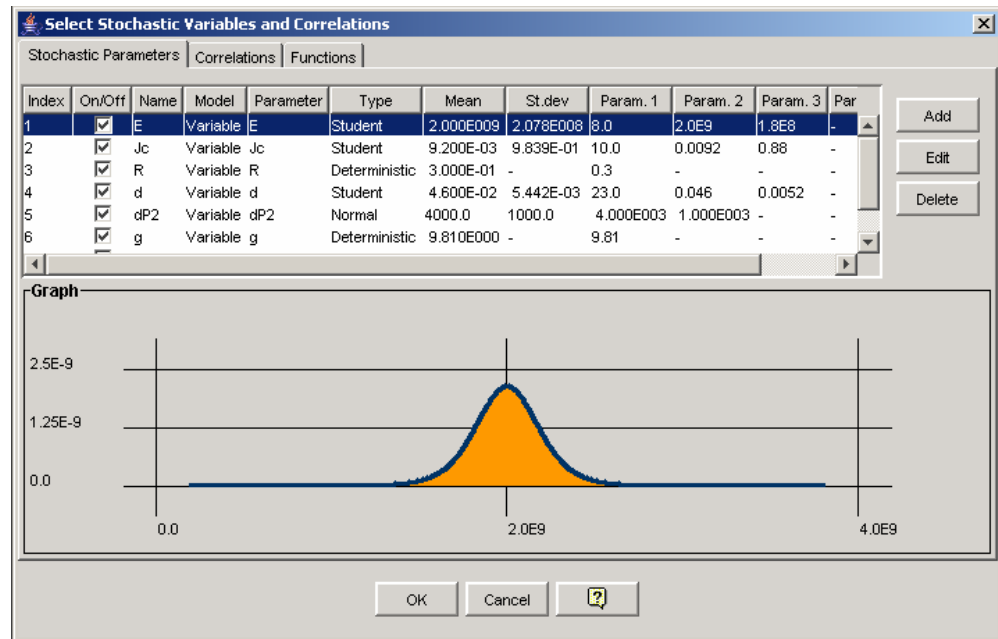 Select Stochastic Variables and Correlations
Stochastic Parameters Correlations Functions
Index On/Off Name Model Parameter Type Mean St.dev Param. 1 Param. 2 Param. 3 Par
1 E Variable E Student 2.000E009 2.078E008 8.0 2.0E9 1.8E8 -
2 Jc Variable Jc Student 9.200E-03 9.839E-01 10.0 0.0092 0.88 -
3 R Variable R Deterministic 3.000E-01 - 0.3 - - -
4 d Variable d Student 4.600E-02 5.442E-03 23.0 0.046 0.0052 -
5 dP2 Variable dP2 Normal 4000.0 1000.0 4.000E003 1.000E003 - -
6 g Variable g Deterministic 9.810E000 - 9.81 - - -
Add
Edit
Delete
Graph
2.5E-9
1.25E-9
0.0
0.0 2.0E9 4.0E9
OK Cancel ?